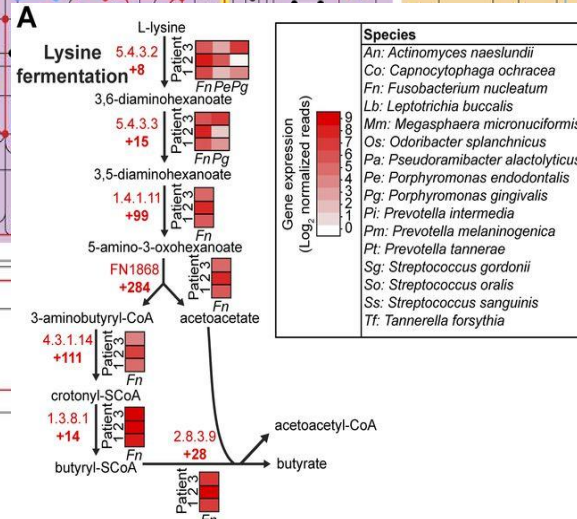 A
L-lysine
Lysine
fermentation
5.4.3.2
+8
Patient
1 2 3
Fn Pe Pg
3,6-diaminohexanoate
5.4.3.3
+15
Patient
1 2 3
Fn Pg
3,5-diaminohexanoate
1.4.1.11
+99
Patient
1 2 3
Fn
5-amino-3-oxohexanoate
FN1868
+284
Patient
1 2 3
Fn
3-aminobutyryl-CoA
acetoacetate
4.3.1.14
+111
Patient
1 2 3
Fn
crotonyl-SCoA
1.3.8.1
+14
Patient
1 2 3
Fn
butyryl-SCoA
2.8.3.9
+28
Patient
1 2 3
Fn
acetoacetyl-CoA
butyrate
Gene expression
(Log2 normalized reads)
9
8
7
6
5
4
3
2
1
0
Species
An: Actinomyces naeslundii
Co: Capnocytophaga ochracea
Fn: Fusobacterium nucleatum
Lb: Leptotrichia buccalis
Mm: Megasphaera micronuciformis
Os: Odoribacter splanchnicus
Pa: Pseudoramibacter alactolyticus
Pe: Porphyromonas endodontalis
Pg: Porphyromonas gingivalis
Pi: Prevotella intermedia
Pm: Prevotella melaninogenica
Pt: Prevotella tannerae
Sg: Streptococcus gordonii
So: Streptococcus oralis
Ss: Streptococcus sanguinis
Tf: Tannerella forsythia